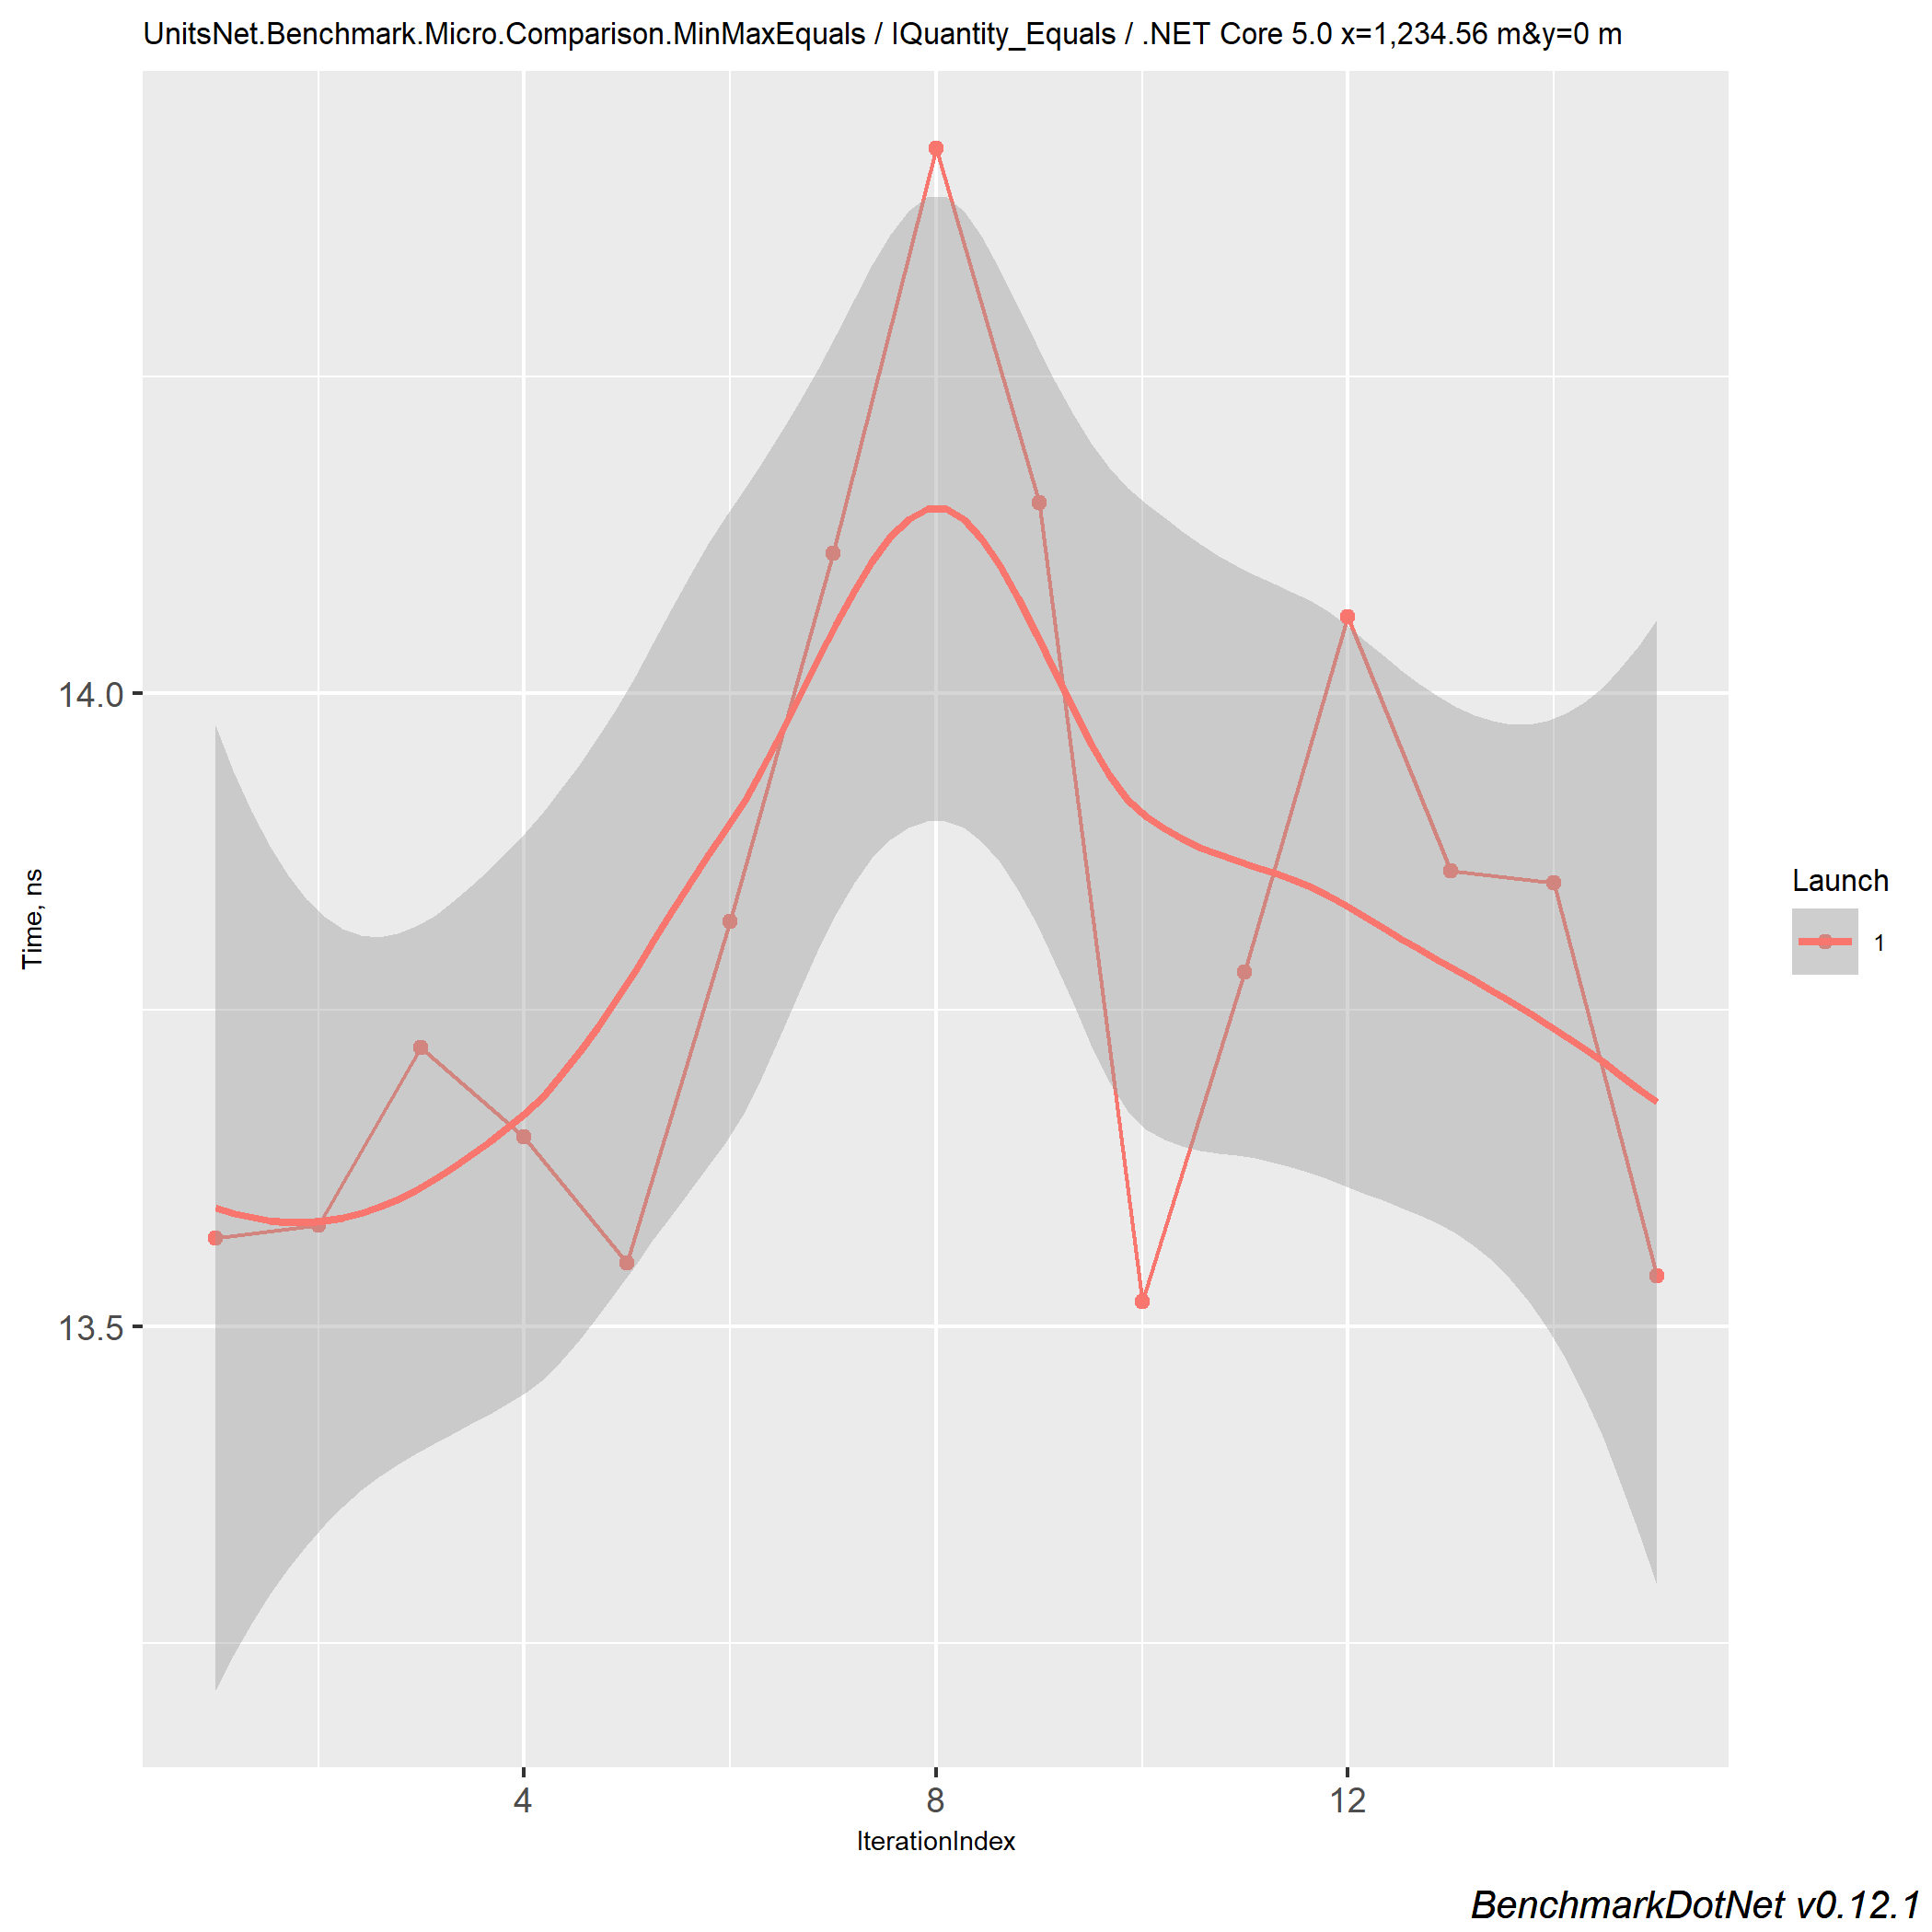 UnitsNet.Benchmark.Micro.Comparison.MinMaxEquals / IQuantity_Equals / .NET Core 5.0 x=1,234.56 m&y=0 m
14.0
13.5
Time, ns
4
8
12
IterationIndex
Launch
1
BenchmarkDotNet v0.12.1